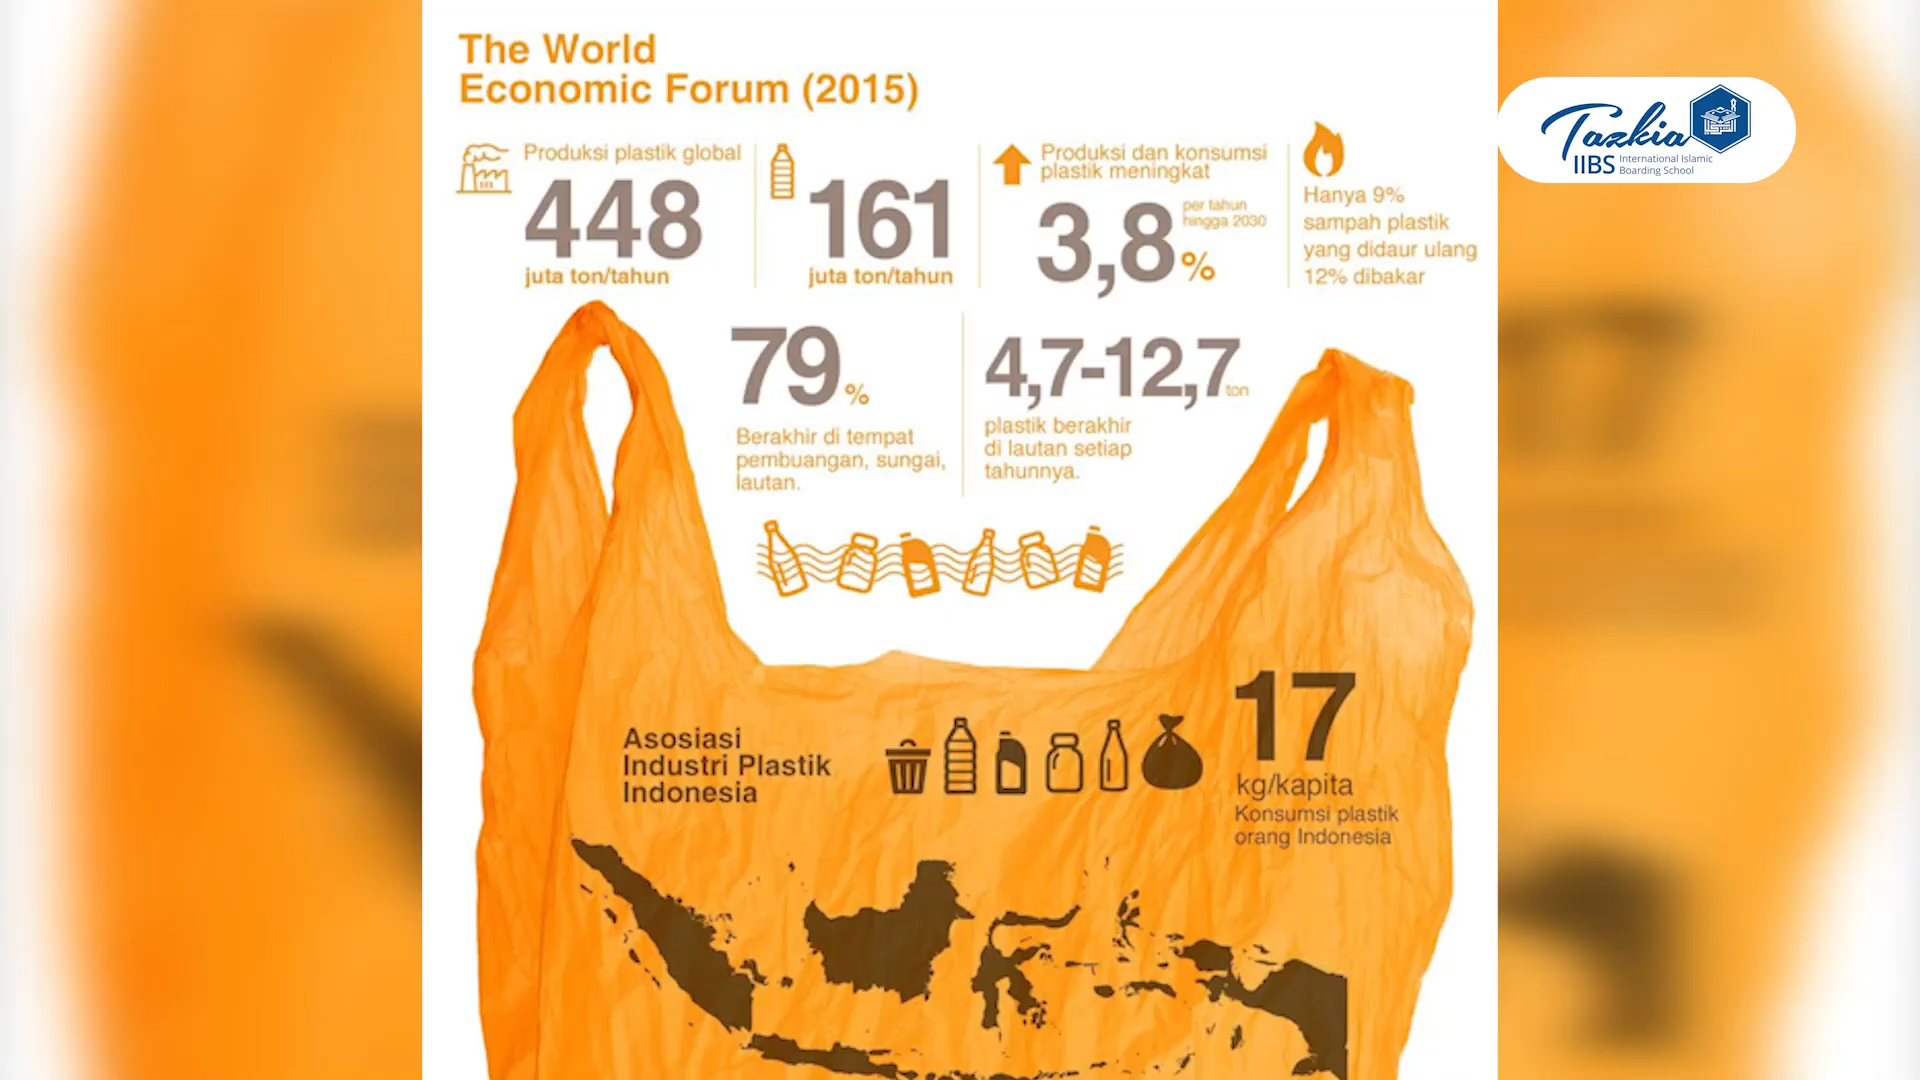 The World
Economic Forum (2015)
Produksi plastik global
448
juta ton/tahun
161
juta ton/tahun
Produksi dan konsumsi
plastik meningkat
3,8 %
per tahun
hingga 2030
Hanya 9%
sampah plastik
yang didaur ulang
12% dibakar
79 %
Berakhir di tempat
pembuangan, sungai,
lautan.
4,7-12,7 ton
plastik berakhir
di lautan setiap
tahunnya.
Asosiasi
Industri Plastik
Indonesia
17
kg/kapita
Konsumsi plastik
orang Indonesia
Tazkia
IIBS International Islamic
Boarding School